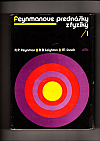 Feynmanove prednášky
z fyziky
/1
R.P. Feynman
R.B. Leighton
M. Sands